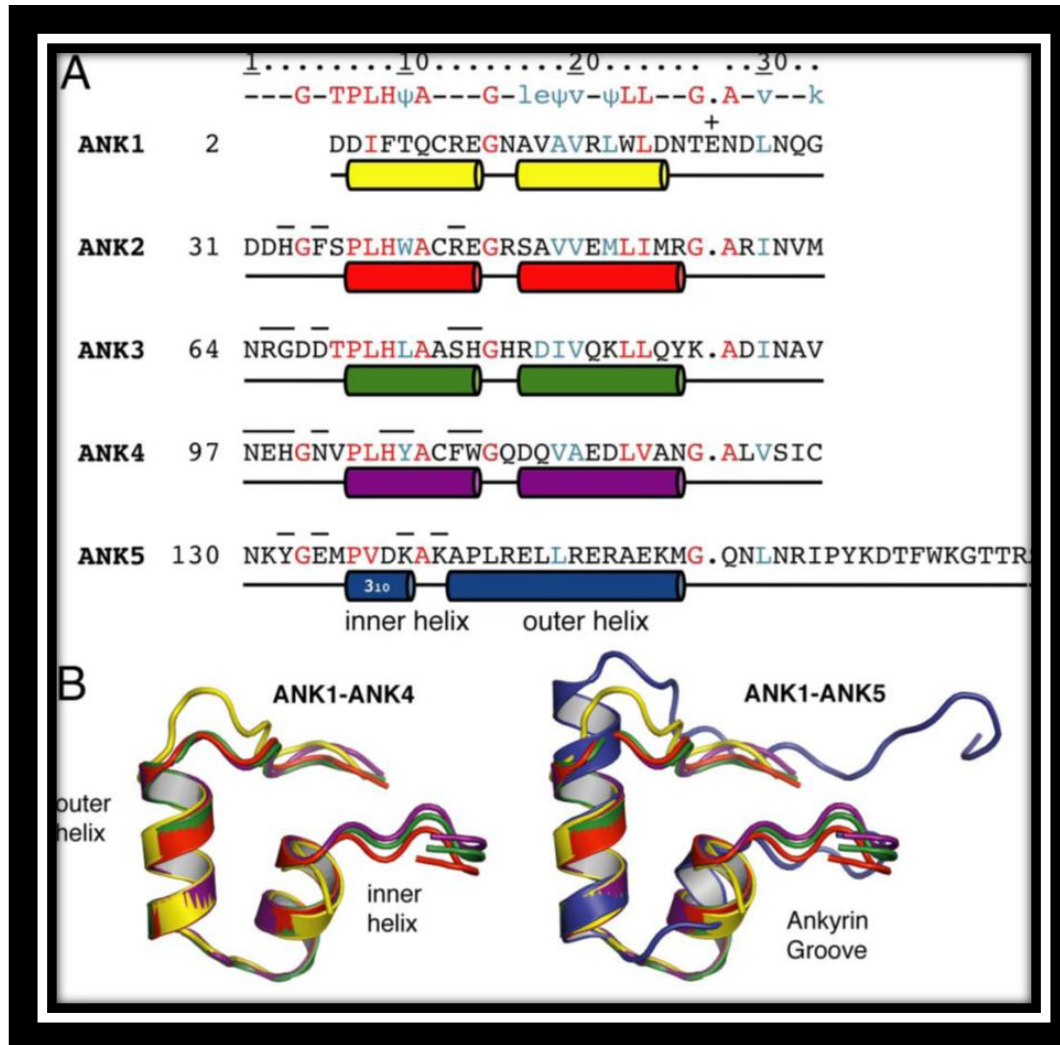 A
1........10........20....... ..30..
---G-TPLHψA---G-leψv-ψLL--G.A-v--k
+
ANK1 2 DDIFTQCREGNAVAVRLWLDNTENDLNQG
ANK2 31 DDHGFSPLHWACREGRSAVVEMLIMRG.ARINVM
ANK3 64 NRGDDTPLHLAASHGHRDIVQKLLQYK.ADINAV
ANK4 97 NEHGNVPLHYACFWGQDQVAEDLVANG.ALVSIC
ANK5 130 NKYGEMPVDKAKAPLRELLRERAEKMG.QNLNRIPYKDTFWKGTTR
3₁₀
inner helix outer helix
B
ANK1-ANK4 ANK1-ANK5
outer
helix
inner
helix
Ankyrin
Groove